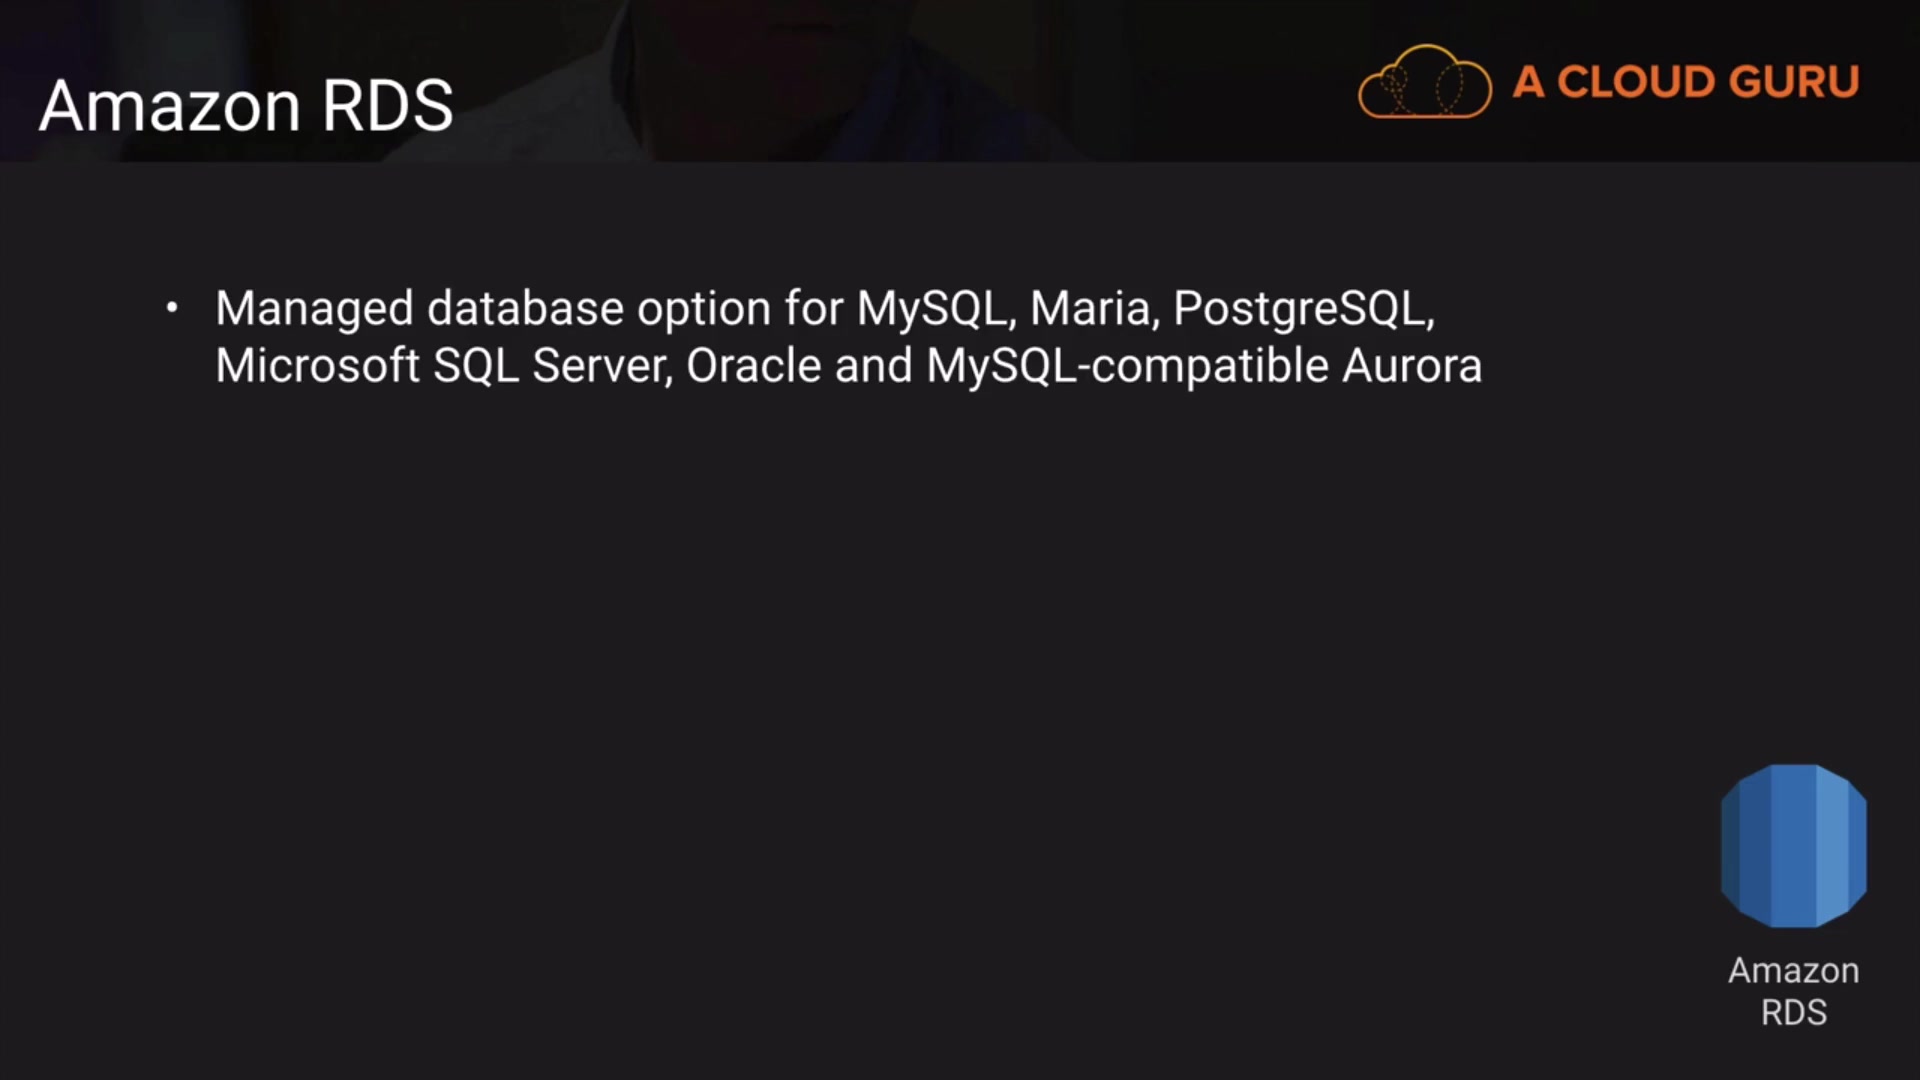 Amazon RDS
A CLOUD GURU
• Managed database option for MySQL, Maria, PostgreSQL,
Microsoft SQL Server, Oracle and MySQL-compatible Aurora
Amazon
RDS